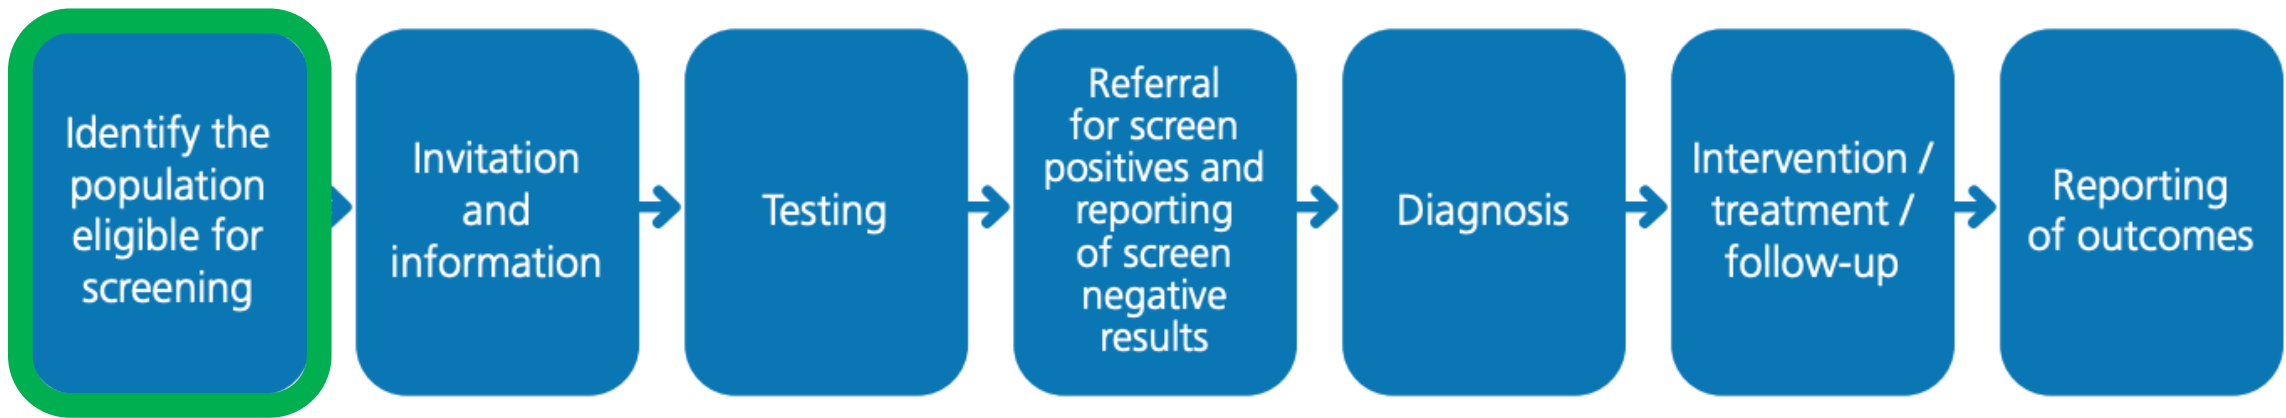 Identify the
population
eligible for
screening
Invitation
and
information
Testing
Referral
for screen
positives and
reporting
of screen
negative
results
Diagnosis
Intervention /
treatment /
follow-up
Reporting
of outcomes